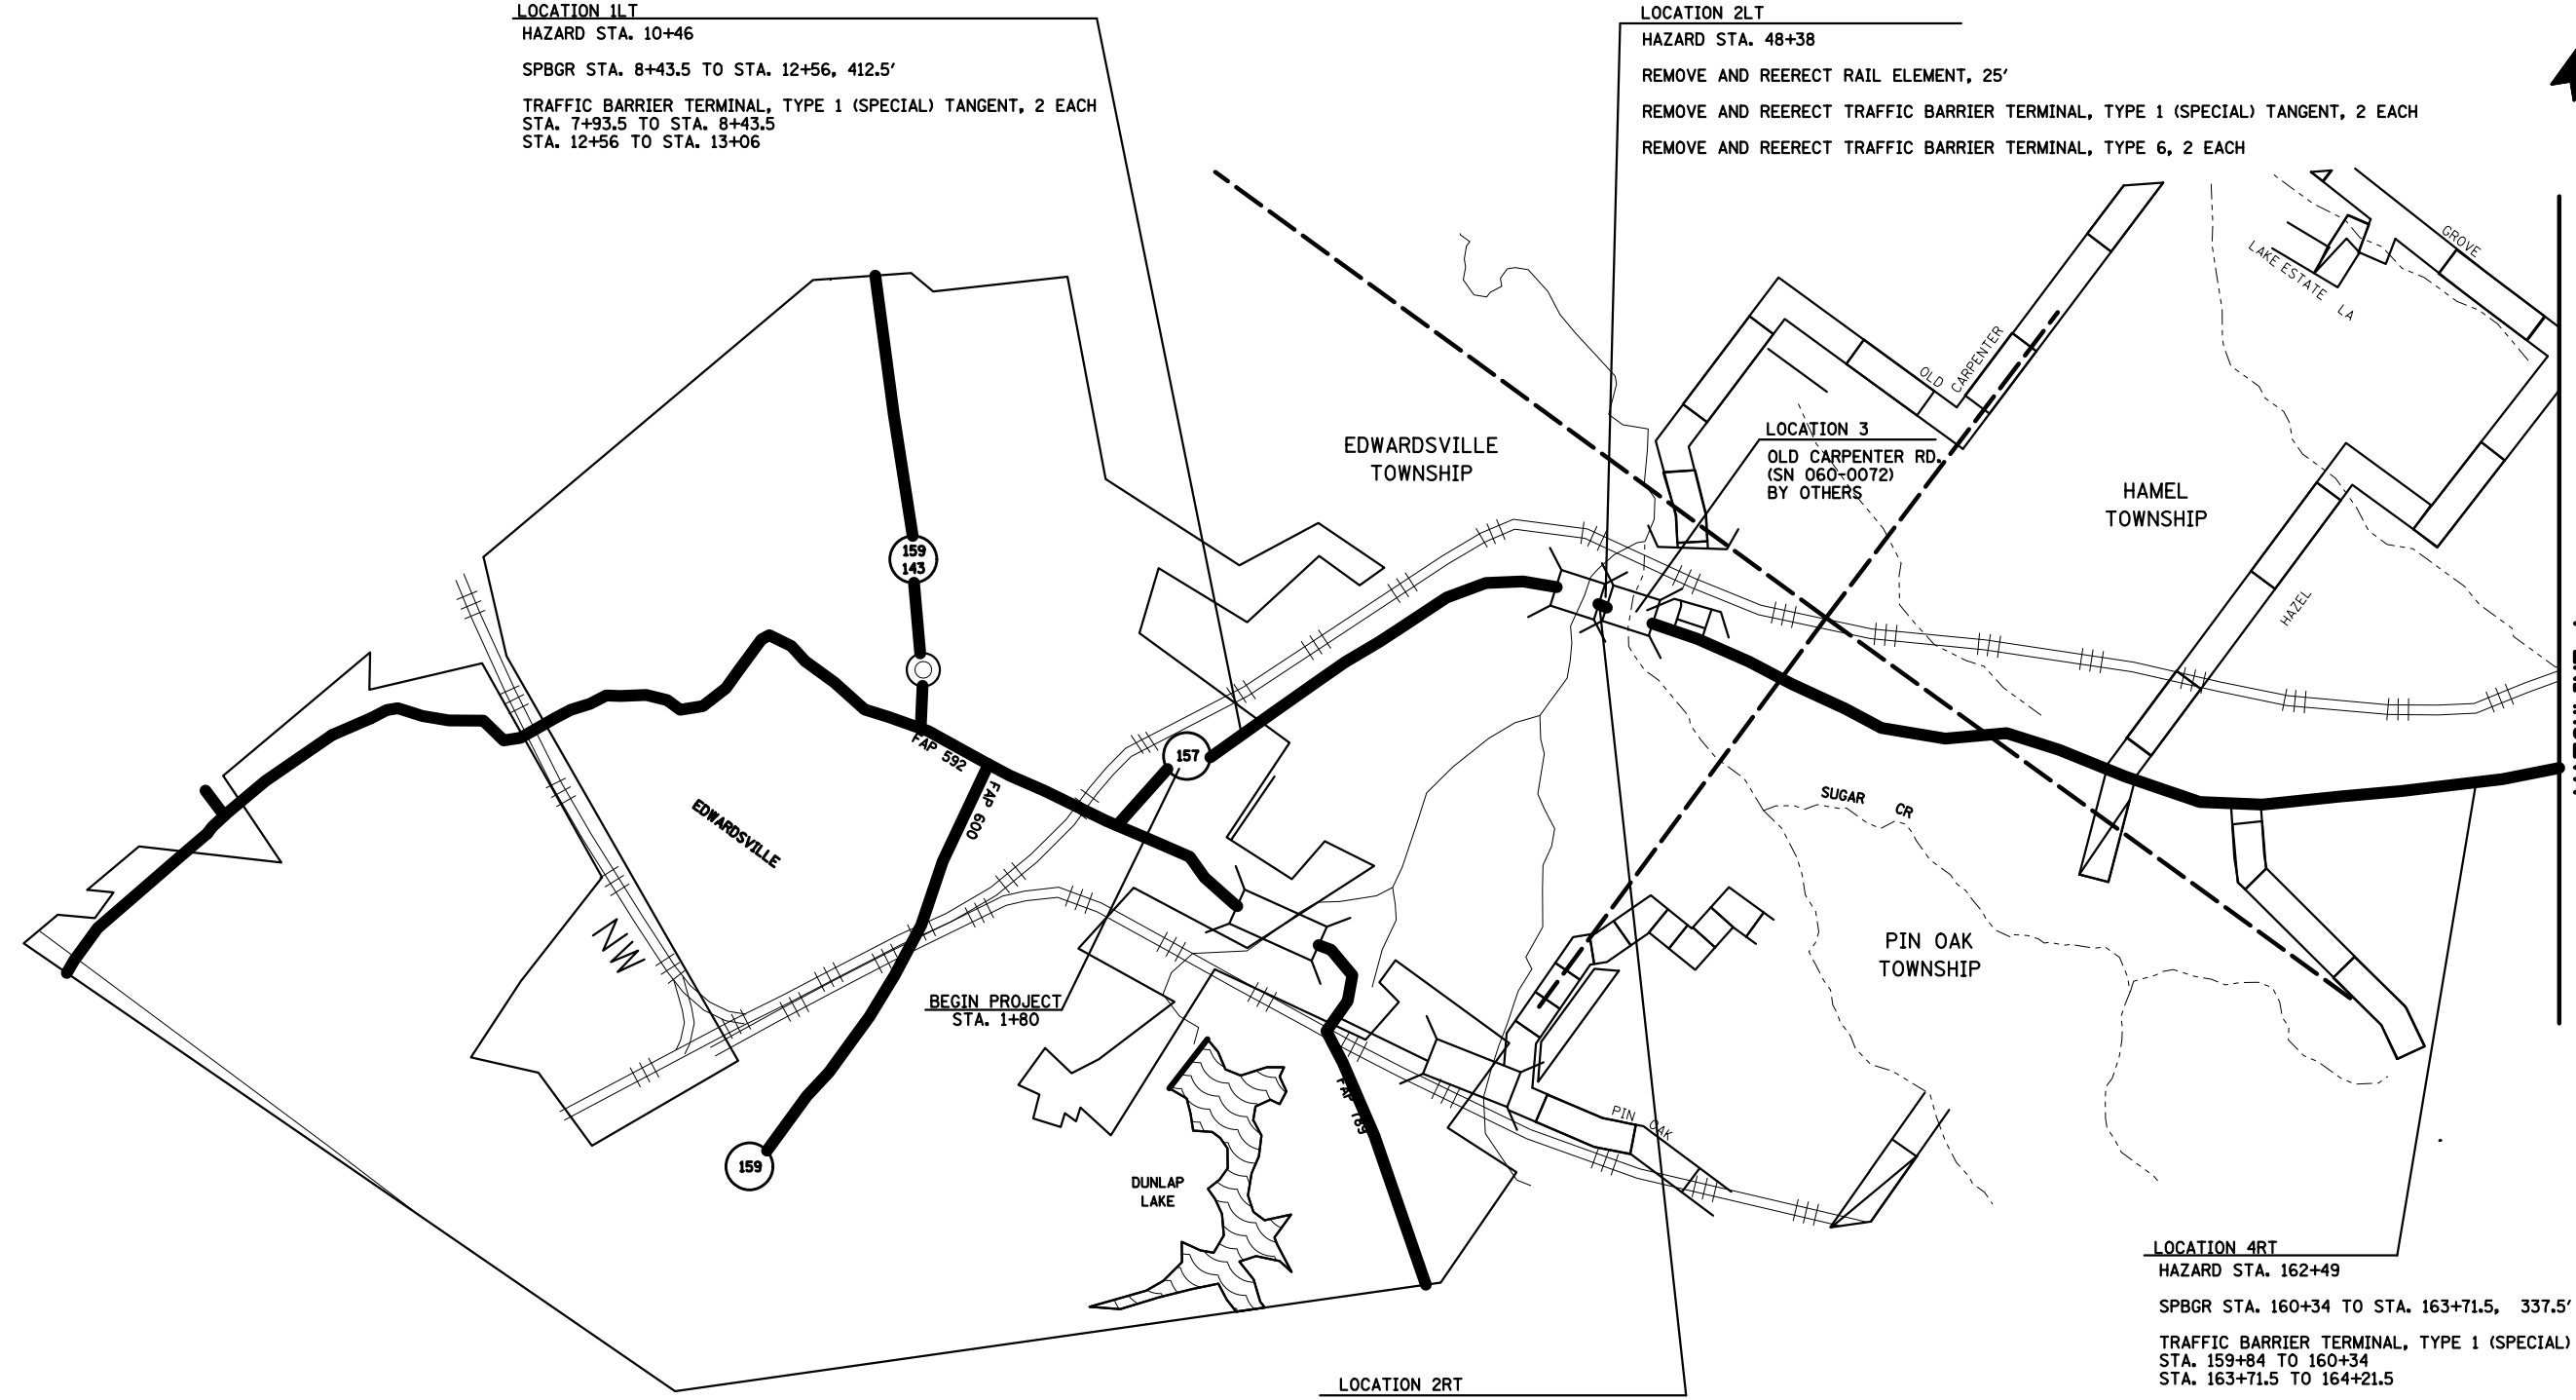 LOCATION 1LT
HAZARD STA. 10+46
SPBGR STA. 8+43.5 TO STA. 12+56, 412.5'
TRAFFIC BARRIER TERMINAL, TYPE 1 (SPECIAL) TANGENT, 2 EACH
STA. 7+93.5 TO STA. 8+43.5
STA. 12+56 TO STA. 13+06
LOCATION 2LT
HAZARD STA. 48+38
REMOVE AND REERECT RAIL ELEMENT, 25'
REMOVE AND REERECT TRAFFIC BARRIER TERMINAL, TYPE 1 (SPECIAL) TANGENT, 2 EACH
REMOVE AND REERECT TRAFFIC BARRIER TERMINAL, TYPE 6, 2 EACH
GROVE
LAKE ESTATE LA
OLD CARPENTER
EDWARDSVILLE
TOWNSHIP
LOCATION 3
OLD CARPENTER RD.
(SN 060-0072)
BY OTHERS
HAMEL
TOWNSHIP
159
143
HAZEL
157
FAP 592
FAP 600
EDWARDSVILLE
SUGAR CR
NW
PIN OAK
TOWNSHIP
BEGIN PROJECT
STA. 1+80
FAP 789
PIN OAK
159
DUNLAP
LAKE
LOCATION 4RT
HAZARD STA. 162+49
SPBGR STA. 160+34 TO STA. 163+71.5, 337.5'
TRAFFIC BARRIER TERMINAL, TYPE 1 (SPECIAL)
STA. 159+84 TO 160+34
STA. 163+71.5 TO 164+21.5
LOCATION 2RT